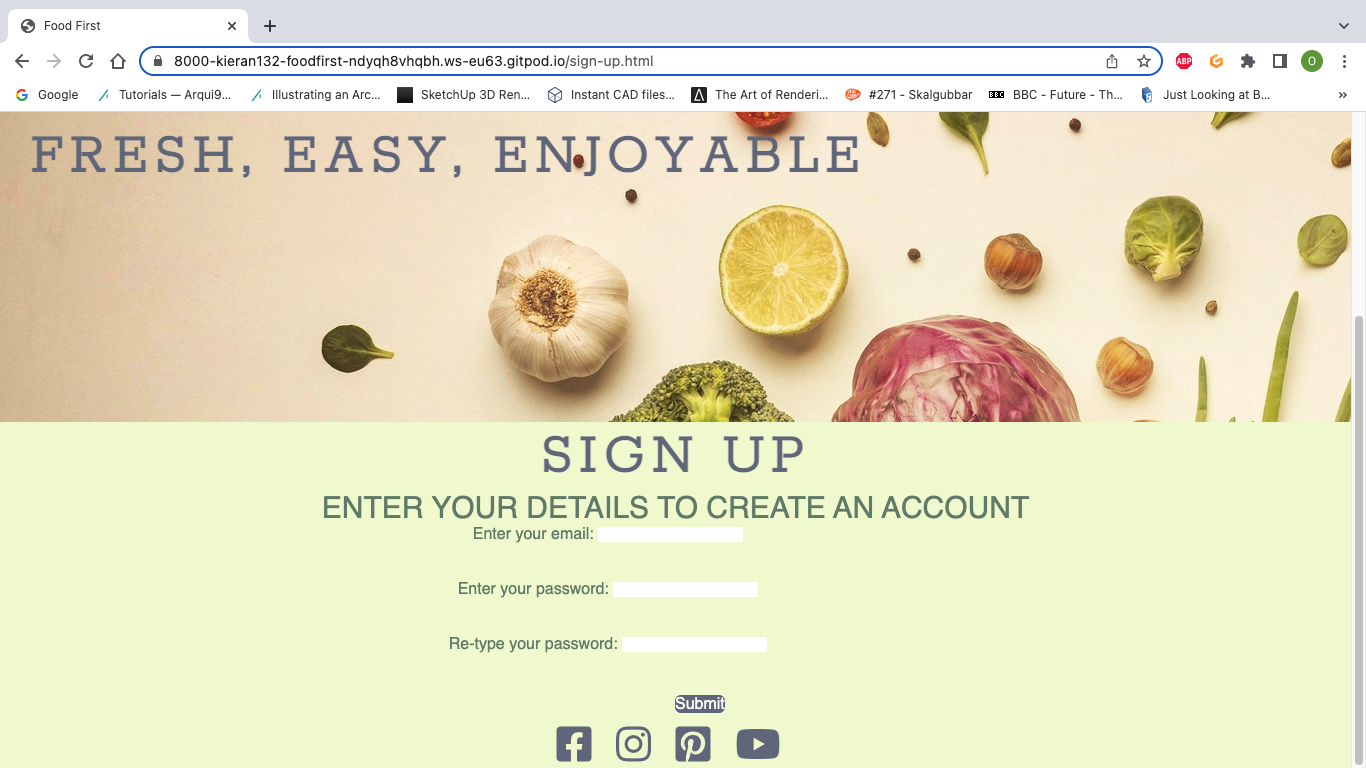 Food First
8000-kieran132-foodfirst-ndyqh8vhqbh.ws-eu63.gitpod.io/sign-up.html
ABP
O
Google
Tutorials — Arqui9...
Illustrating an Arc...
SketchUp 3D Ren...
Instant CAD files...
The Art of Renderi...
#271 - Skalgubbar
BBC
BBC - Future - Th...
Just Looking at B...
»
FRESH, EASY, ENJOYABLE
SIGN UP
ENTER YOUR DETAILS TO CREATE AN ACCOUNT
Enter your email:
Enter your password:
Re-type your password:
Submit